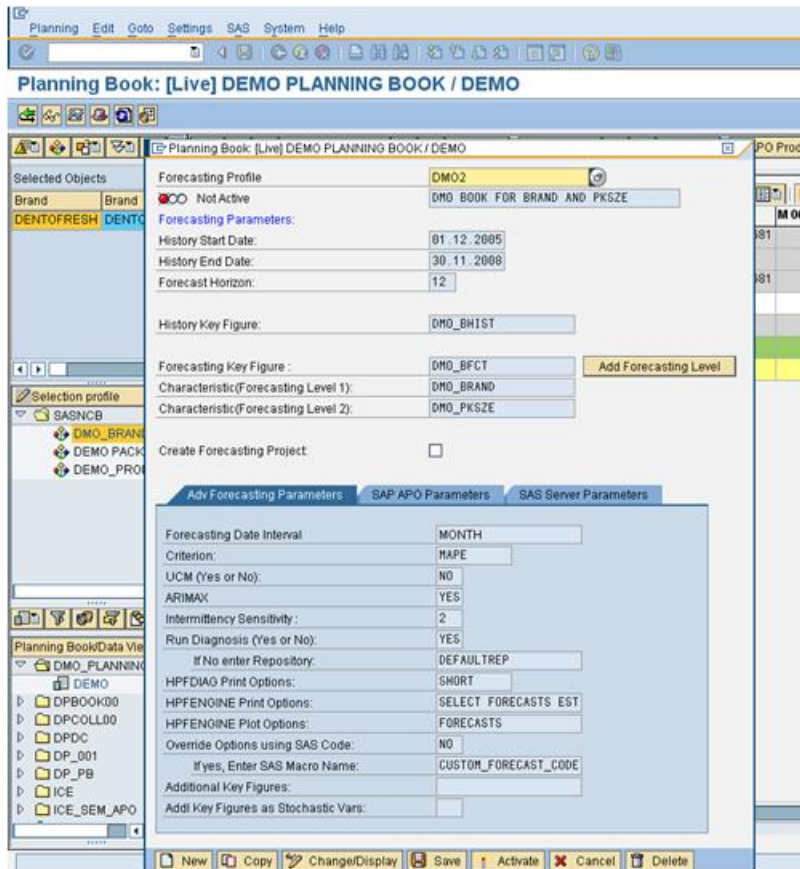 Planning Edit Goto Settings SAS System Help
Planning Book: [Live] DEMO PLANNING BOOK / DEMO
Planning Book: [Live] DEMO PLANNING BOOK / DEMO
PO Prod
Selected Objects
Brand Brand
DENTOFRESH DENTO
M 0
681
681
Forecasting Profile DMO2
Not Active DMO BOOK FOR BRAND AND PKSZE
Forecasting Parameters:
History Start Date: 01.12.2005
History End Date: 30.11.2008
Forecast Horizon: 12
History Key Figure: DMO_BHIST
Forecasting Key Figure : DMO_BFCT Add Forecasting Level
Characteristic(Forecasting Level 1): DMO_BRAND
Characteristic(Forecasting Level 2): DMO_PKSZE
Create Forecasting Project
Selection profile
SASNCB
DMO_BRAN
DEMO PACK
DEMO_PRO
Adv Forecasting Parameters SAP APO Parameters SAS Server Parameters
Forecasting Date Interval MONTH
Criterion: MAPE
UCM (Yes or No): NO
ARIMAX YES
Intermittency Sensitivity : 2
Run Diagnosis (Yes or No): YES
If No enter Repository: DEFAULTREP
HPFDIAG Print Options: SHORT
HPFENGINE Print Options: SELECT FORECASTS EST
HPFENGINE Plot Options: FORECASTS
Override Options using SAS Code: NO
If yes, Enter SAS Macro Name: CUSTOM_FORECAST_CODE
Additional Key Figures:
Addl Key Figures as Stochastic Vars:
Planning Book/Data Vie
DMO_PLANNING
DEMO
DPBOOK00
DPCOLL00
DPDC
DP_001
DP_PB
ICE
ICE_SEM_APO
New Copy Change/Display Save Activate Cancel Delete